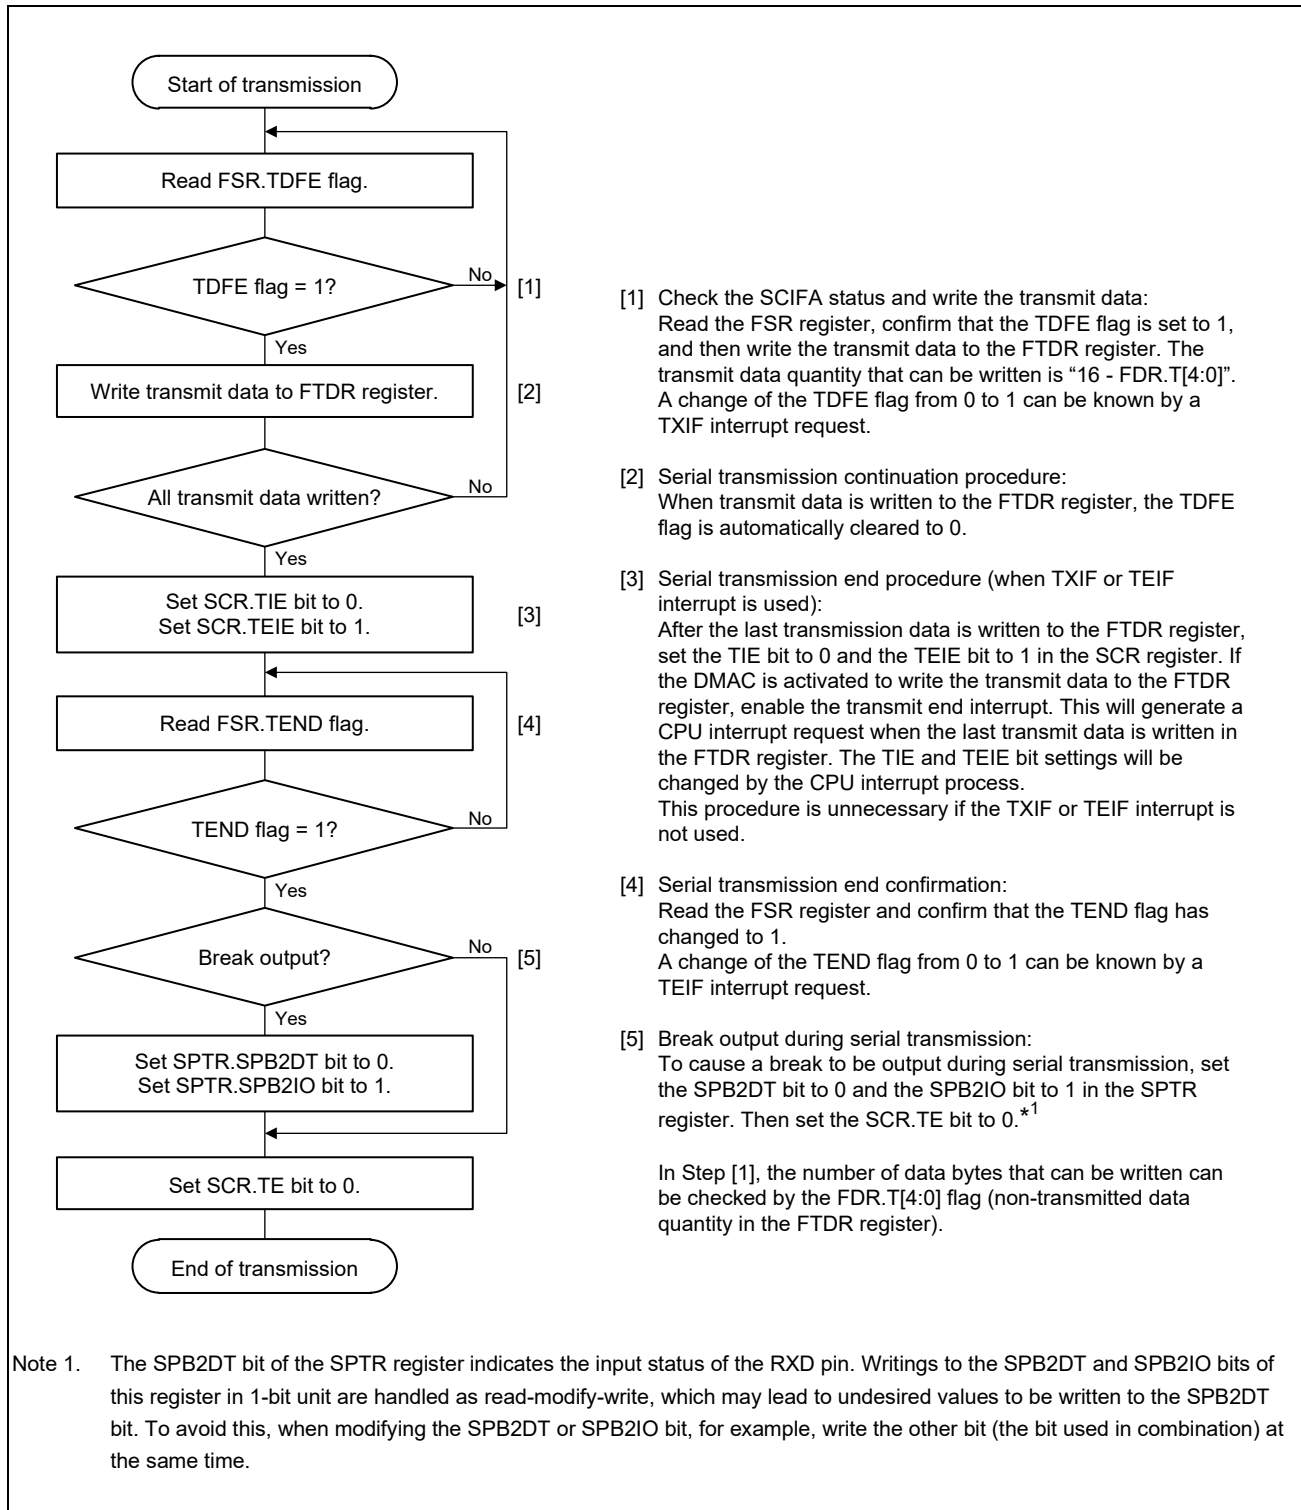 Start of transmission
Read FSR.TDFE flag.
TDFE flag = 1?
No
[1]
Yes
Write transmit data to FTDR register.
[2]
All transmit data written?
No
Yes
Set SCR.TIE bit to 0.
Set SCR.TEIE bit to 1.
[3]
Read FSR.TEND flag.
[4]
TEND flag = 1?
No
Yes
Break output?
No
[5]
Yes
Set SPTR.SPB2DT bit to 0.
Set SPTR.SPB2IO bit to 1.
Set SCR.TE bit to 0.
End of transmission
[1] Check the SCIFA status and write the transmit data:
Read the FSR register, confirm that the TDFE flag is set to 1,
and then write the transmit data to the FTDR register. The
transmit data quantity that can be written is “16 - FDR.T[4:0]”.
A change of the TDFE flag from 0 to 1 can be known by a
TXIF interrupt request.
[2] Serial transmission continuation procedure:
When transmit data is written to the FTDR register, the TDFE
flag is automatically cleared to 0.
[3] Serial transmission end procedure (when TXIF or TEIF
interrupt is used):
After the last transmission data is written to the FTDR register,
set the TIE bit to 0 and the TEIE bit to 1 in the SCR register. If
the DMAC is activated to write the transmit data to the FTDR
register, enable the transmit end interrupt. This will generate a
CPU interrupt request when the last transmit data is written in
the FTDR register. The TIE and TEIE bit settings will be
changed by the CPU interrupt process.
This procedure is unnecessary if the TXIF or TEIF interrupt is
not used.
[4] Serial transmission end confirmation:
Read the FSR register and confirm that the TEND flag has
changed to 1.
A change of the TEND flag from 0 to 1 can be known by a
TEIF interrupt request.
[5] Break output during serial transmission:
To cause a break to be output during serial transmission, set
the SPB2DT bit to 0 and the SPB2IO bit to 1 in the SPTR
register. Then set the SCR.TE bit to 0.*1
In Step [1], the number of data bytes that can be written can
be checked by the FDR.T[4:0] flag (non-transmitted data
quantity in the FTDR register).
Note 1. The SPB2DT bit of the SPTR register indicates the input status of the RXD pin. Writings to the SPB2DT and SPB2IO bits of
this register in 1-bit unit are handled as read-modify-write, which may lead to undesired values to be written to the SPB2DT
bit. To avoid this, when modifying the SPB2DT or SPB2IO bit, for example, write the other bit (the bit used in combination) at
the same time.